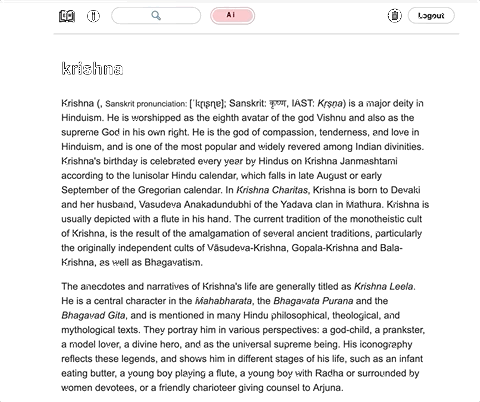 AI
Logout
krishna
Krishna (, Sanskrit pronunciation: [ˈkr̩ʂɳɐ]; Sanskrit: कृष्ण, IAST: Kṛṣṇa) is a major deity in
Hinduism. He is worshipped as the eighth avatar of the god Vishnu and also as the
supreme God in his own right. He is the god of compassion, tenderness, and love in
Hinduism, and is one of the most popular and widely revered among Indian divinities.
Krishna's birthday is celebrated every year by Hindus on Krishna Janmashtami
according to the lunisolar Hindu calendar, which falls in late August or early
September of the Gregorian calendar. In Krishna Charitas, Krishna is born to Devaki
and her husband, Vasudeva Anakadundubhi of the Yadava clan in Mathura. Krishna is
usually depicted with a flute in his hand. The current tradition of the monotheistic cult
of Krishna, is the result of the amalgamation of several ancient traditions, particularly
the originally independent cults of Vāsudeva-Krishna, Gopala-Krishna and Bala-
Krishna, as well as Bhagavatism.
The anecdotes and narratives of Krishna's life are generally titled as Krishna Leela.
He is a central character in the Mahabharata, the Bhagavata Purana and the
Bhagavad Gita, and is mentioned in many Hindu philosophical, theological, and
mythological texts. They portray him in various perspectives: a god-child, a prankster,
a model lover, a divine hero, and as the universal supreme being. His iconography
reflects these legends, and shows him in different stages of his life, such as an infant
eating butter, a young boy playing a flute, a young boy with Radha or surrounded by
women devotees, or a friendly charioteer giving counsel to Arjuna.